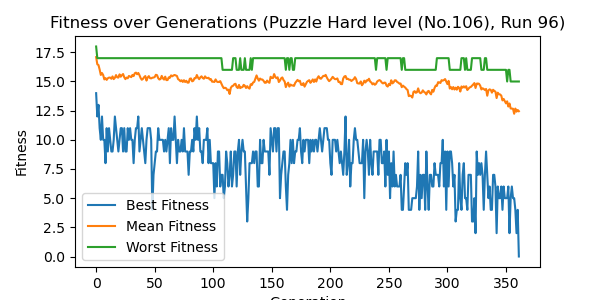 Fitness over Generations (Puzzle Hard level (No.106), Run 96)
Fitness
17.5
15.0
12.5
10.0
7.5
5.0
2.5
0.0
Best Fitness
Mean Fitness
Worst Fitness
0 50 100 150 200 250 300 350
Generation